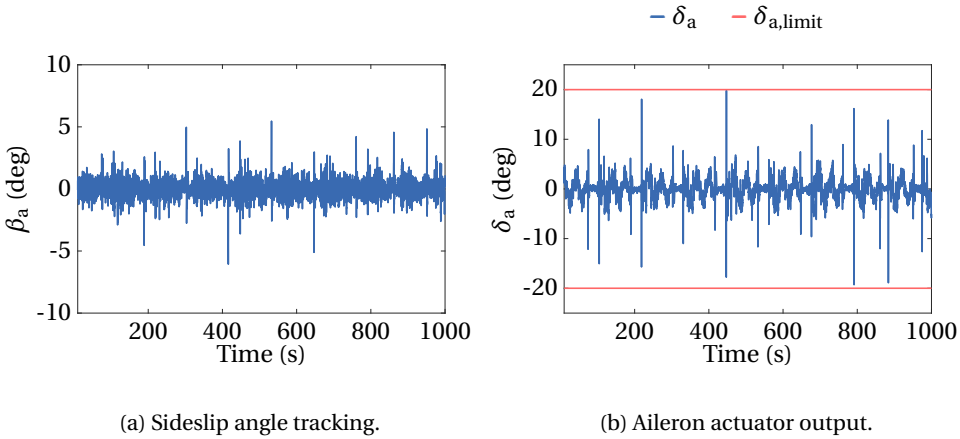 δa δa,limit
10
5
0
-5
-10
βa (deg)
200 400 600 800 1000
Time (s)
20
10
0
-10
-20
δa (deg)
200 400 600 800 1000
Time (s)
(a) Sideslip angle tracking.
(b) Aileron actuator output.